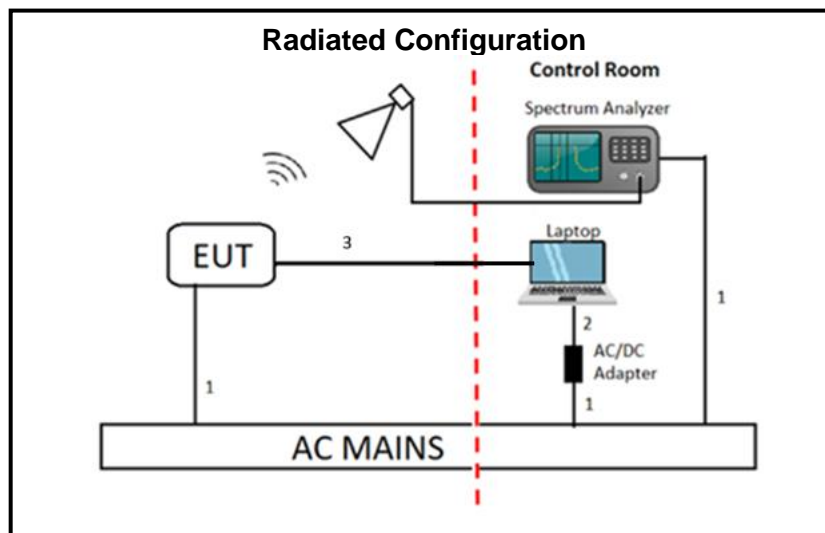 Radiated Configuration
Control Room
Spectrum Analyzer
Laptop
EUT
3
1
2
AC/DC
Adapter
1
1
AC MAINS